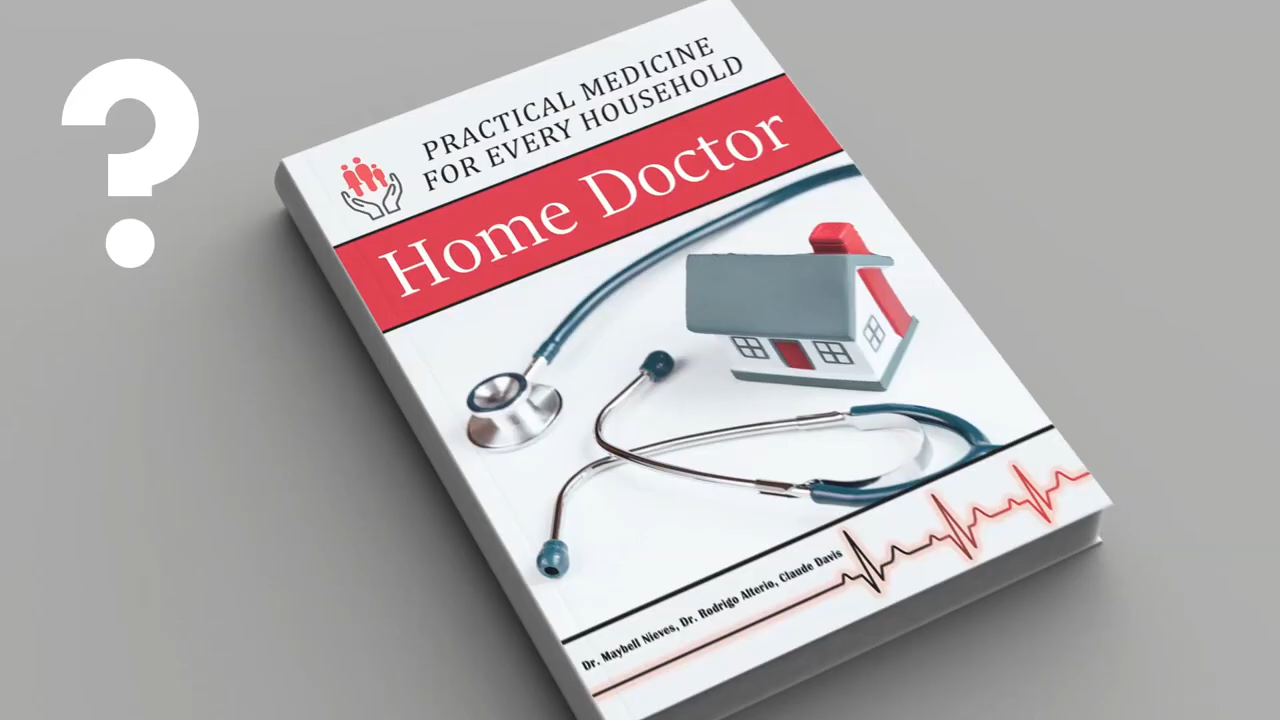 ?
PRACTICAL MEDICINE
FOR EVERY HOUSEHOLD
Home Doctor
Dr. Maybell Nieves, Dr. Rodrigo Alterio, Claude Davis